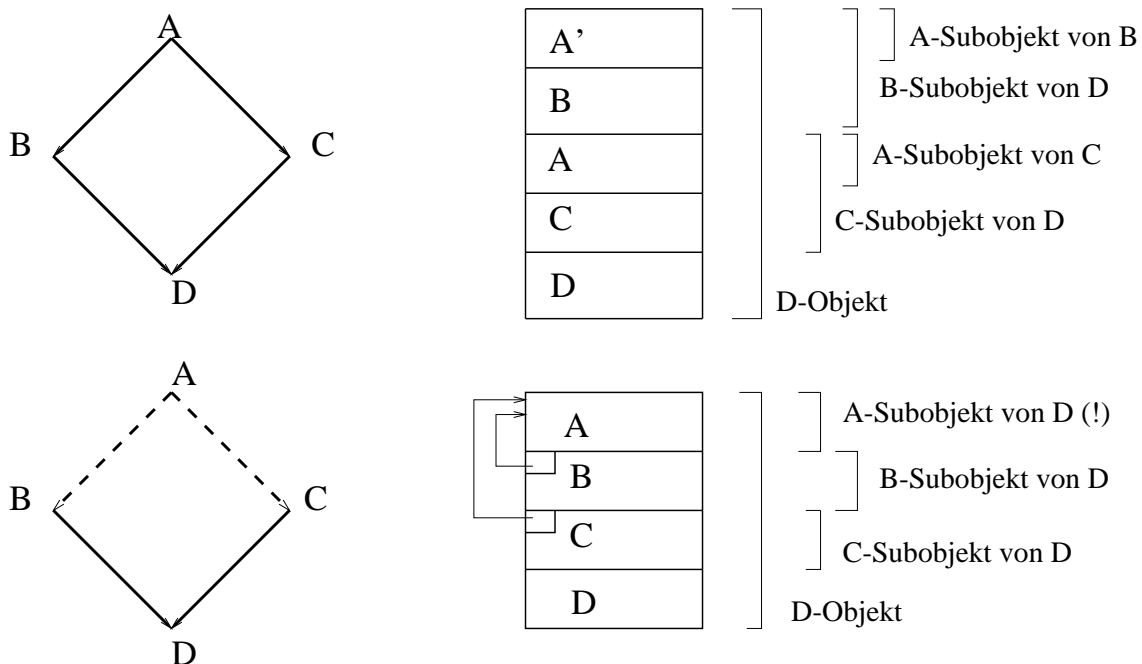 A
B
C
D
A’
B
A
C
D
A-Subobjekt von B
B-Subobjekt von D
A-Subobjekt von C
C-Subobjekt von D
D-Objekt
A
B
C
D
A
B
C
D
A-Subobjekt von D (!)
B-Subobjekt von D
C-Subobjekt von D
D-Objekt